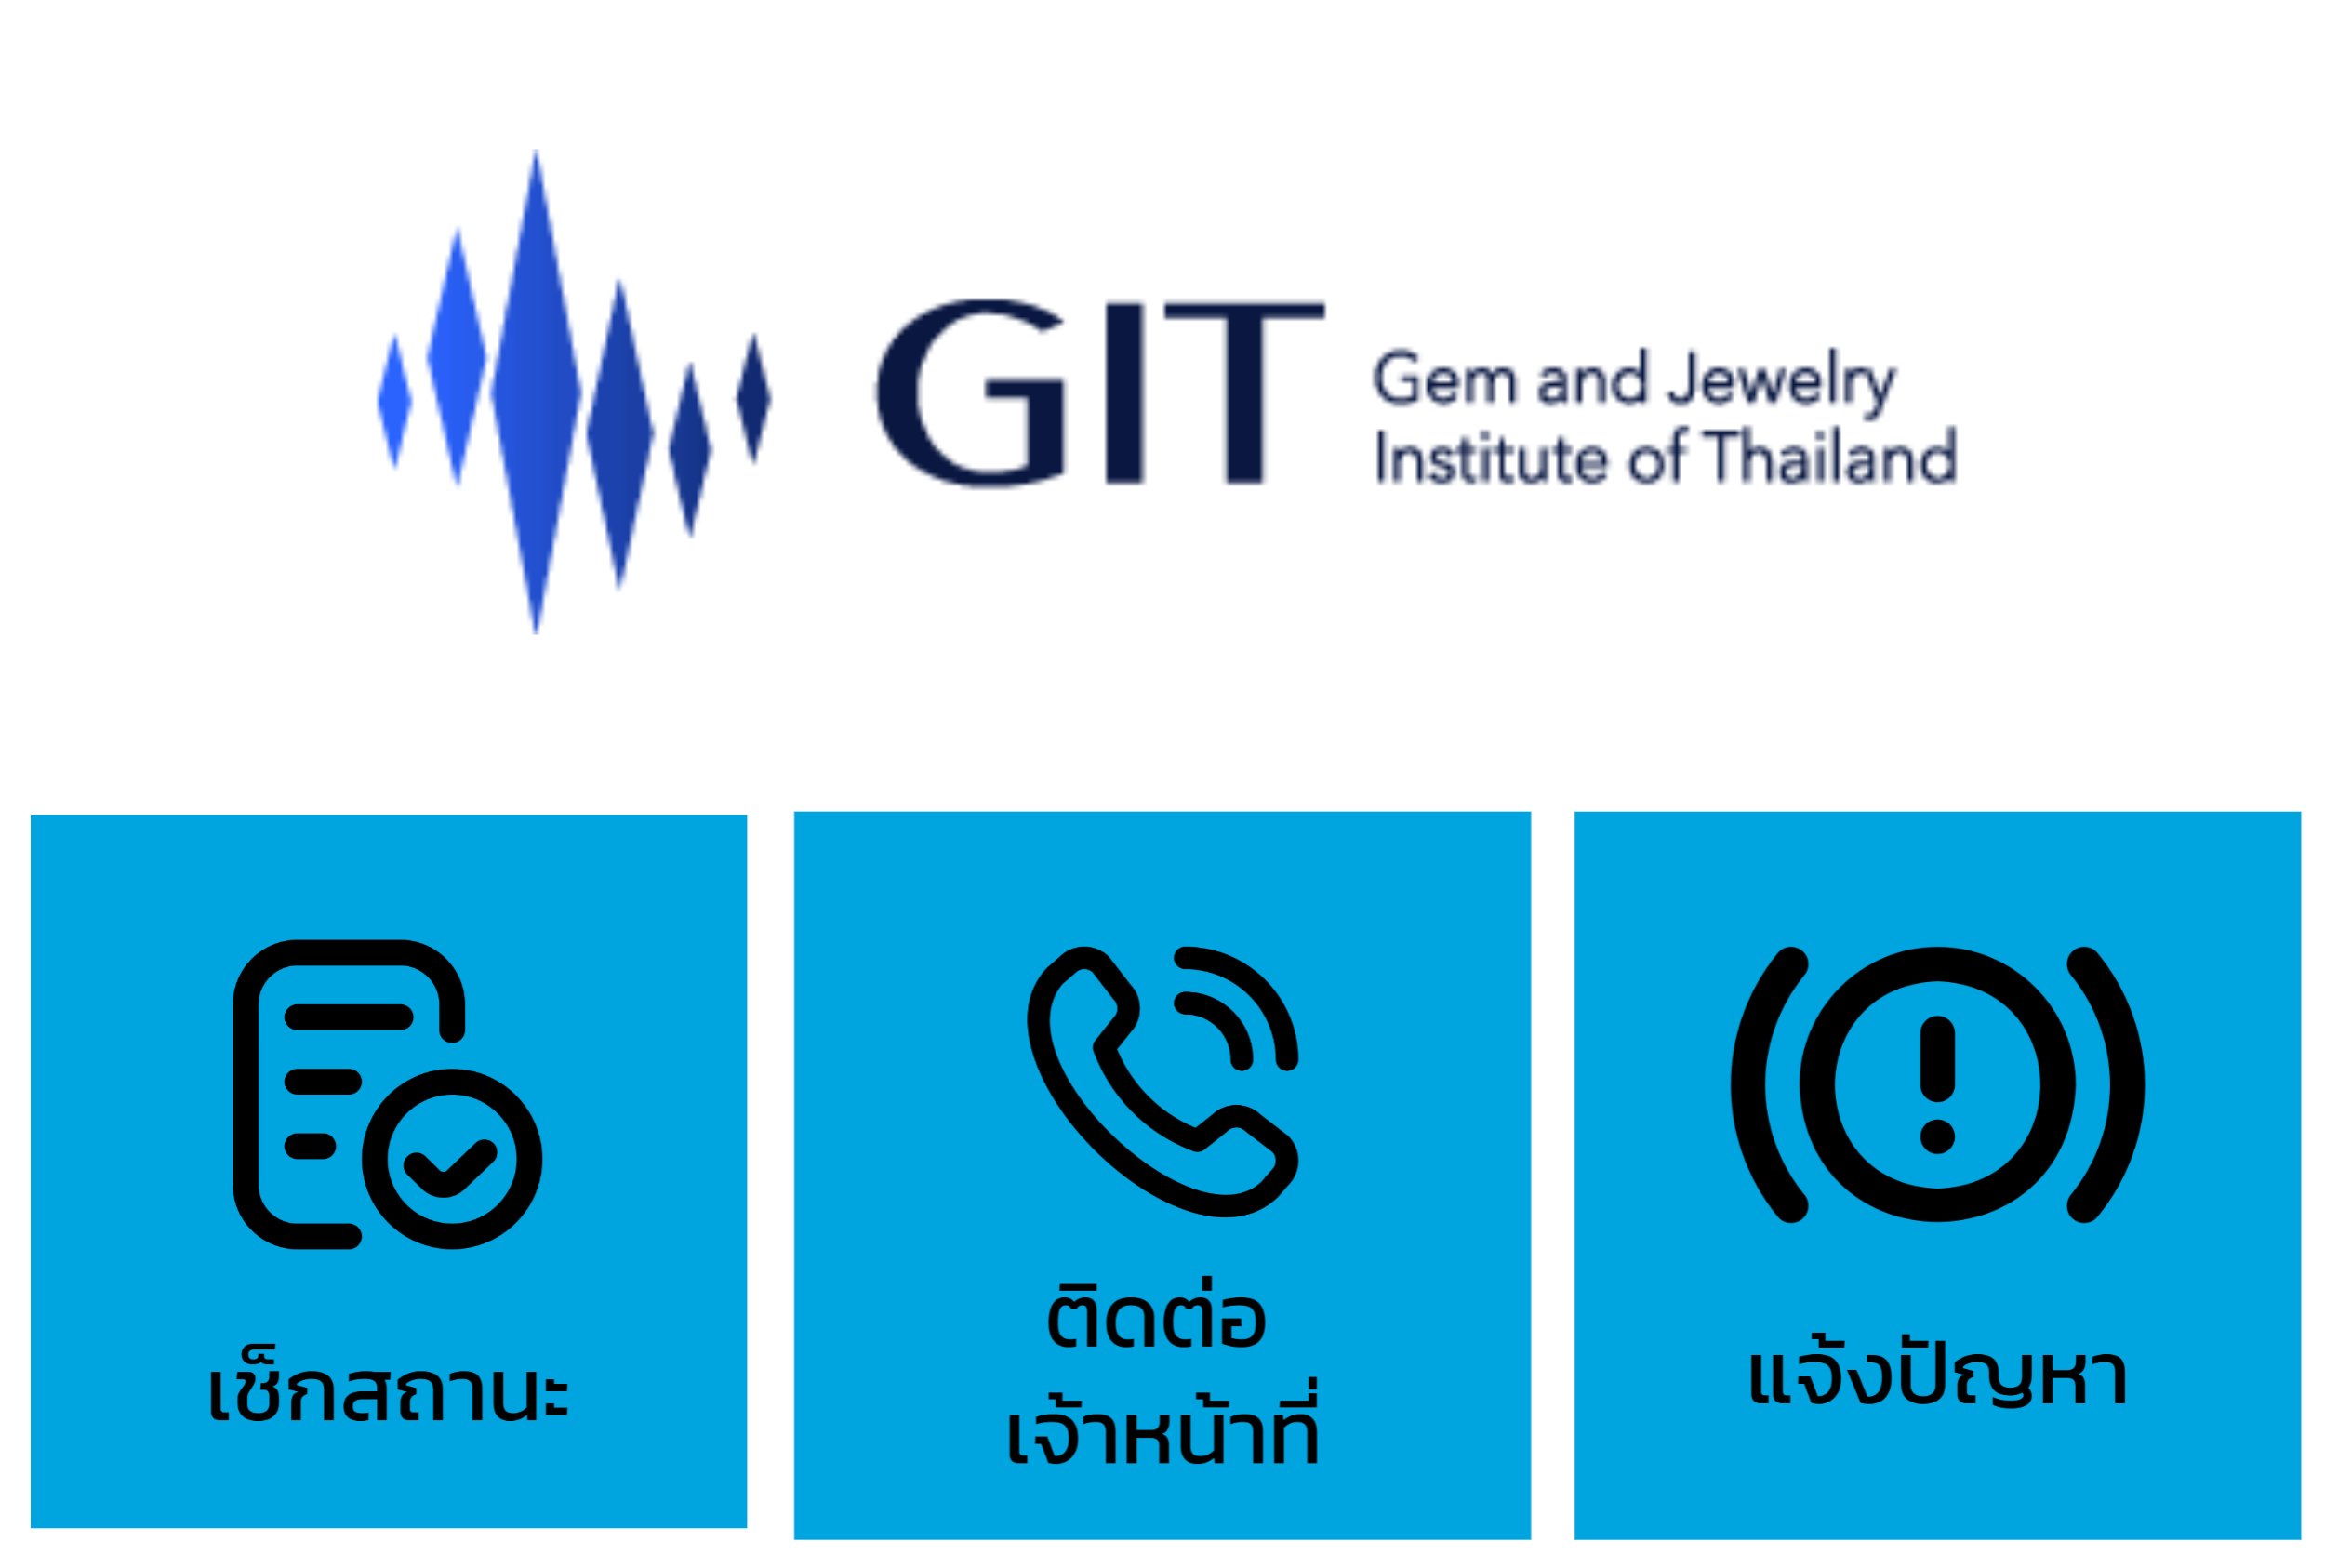 GIT
Gem and Jewelry
Institute of Thailand
เช็กสถานะ
ติดต่อ
เจ้าหน้าที่
แจ้งปัญหา